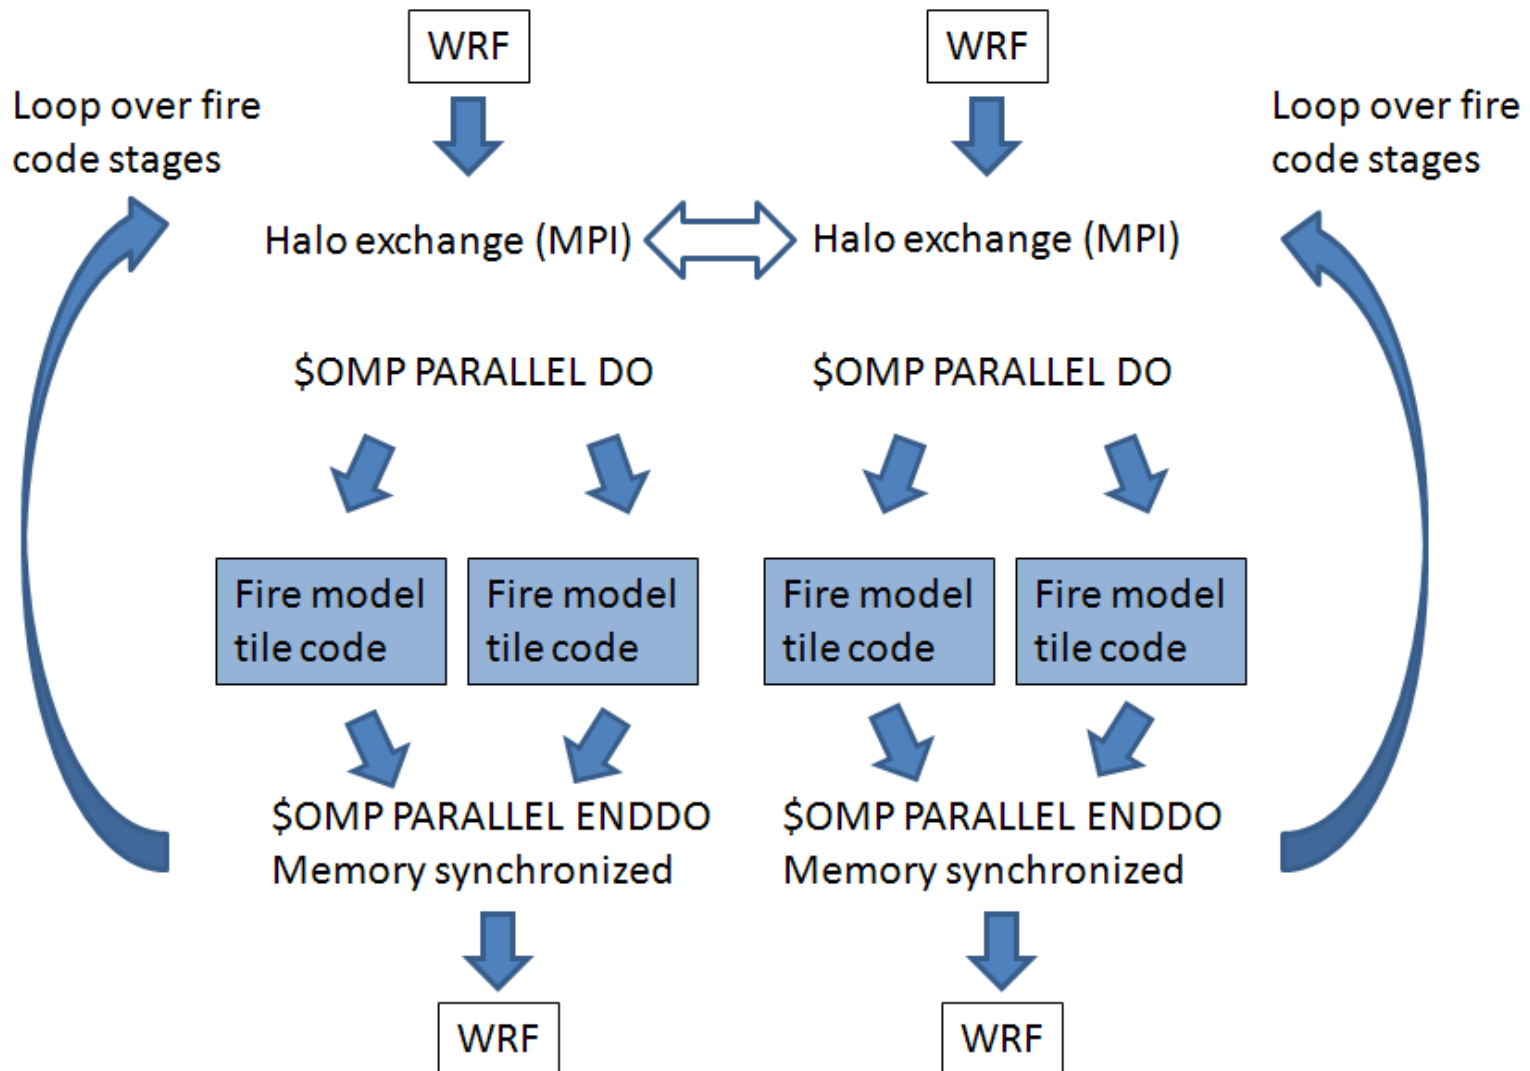 WRF
WRF
Loop over fire
code stages
Loop over fire
code stages
Halo exchange (MPI)
Halo exchange (MPI)
$OMP PARALLEL DO
$OMP PARALLEL DO
Fire model
tile code
Fire model
tile code
Fire model
tile code
Fire model
tile code
$OMP PARALLEL ENDDO
Memory synchronized
$OMP PARALLEL ENDDO
Memory synchronized
WRF
WRF